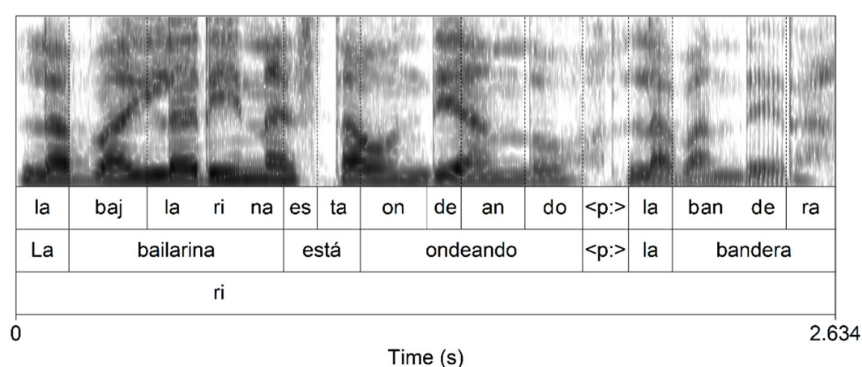 la baj la ri na es ta on de an do <p:> la ban de ra
La bailarina está ondeando <p:> la bandera
ri
0 2.634
Time (s)